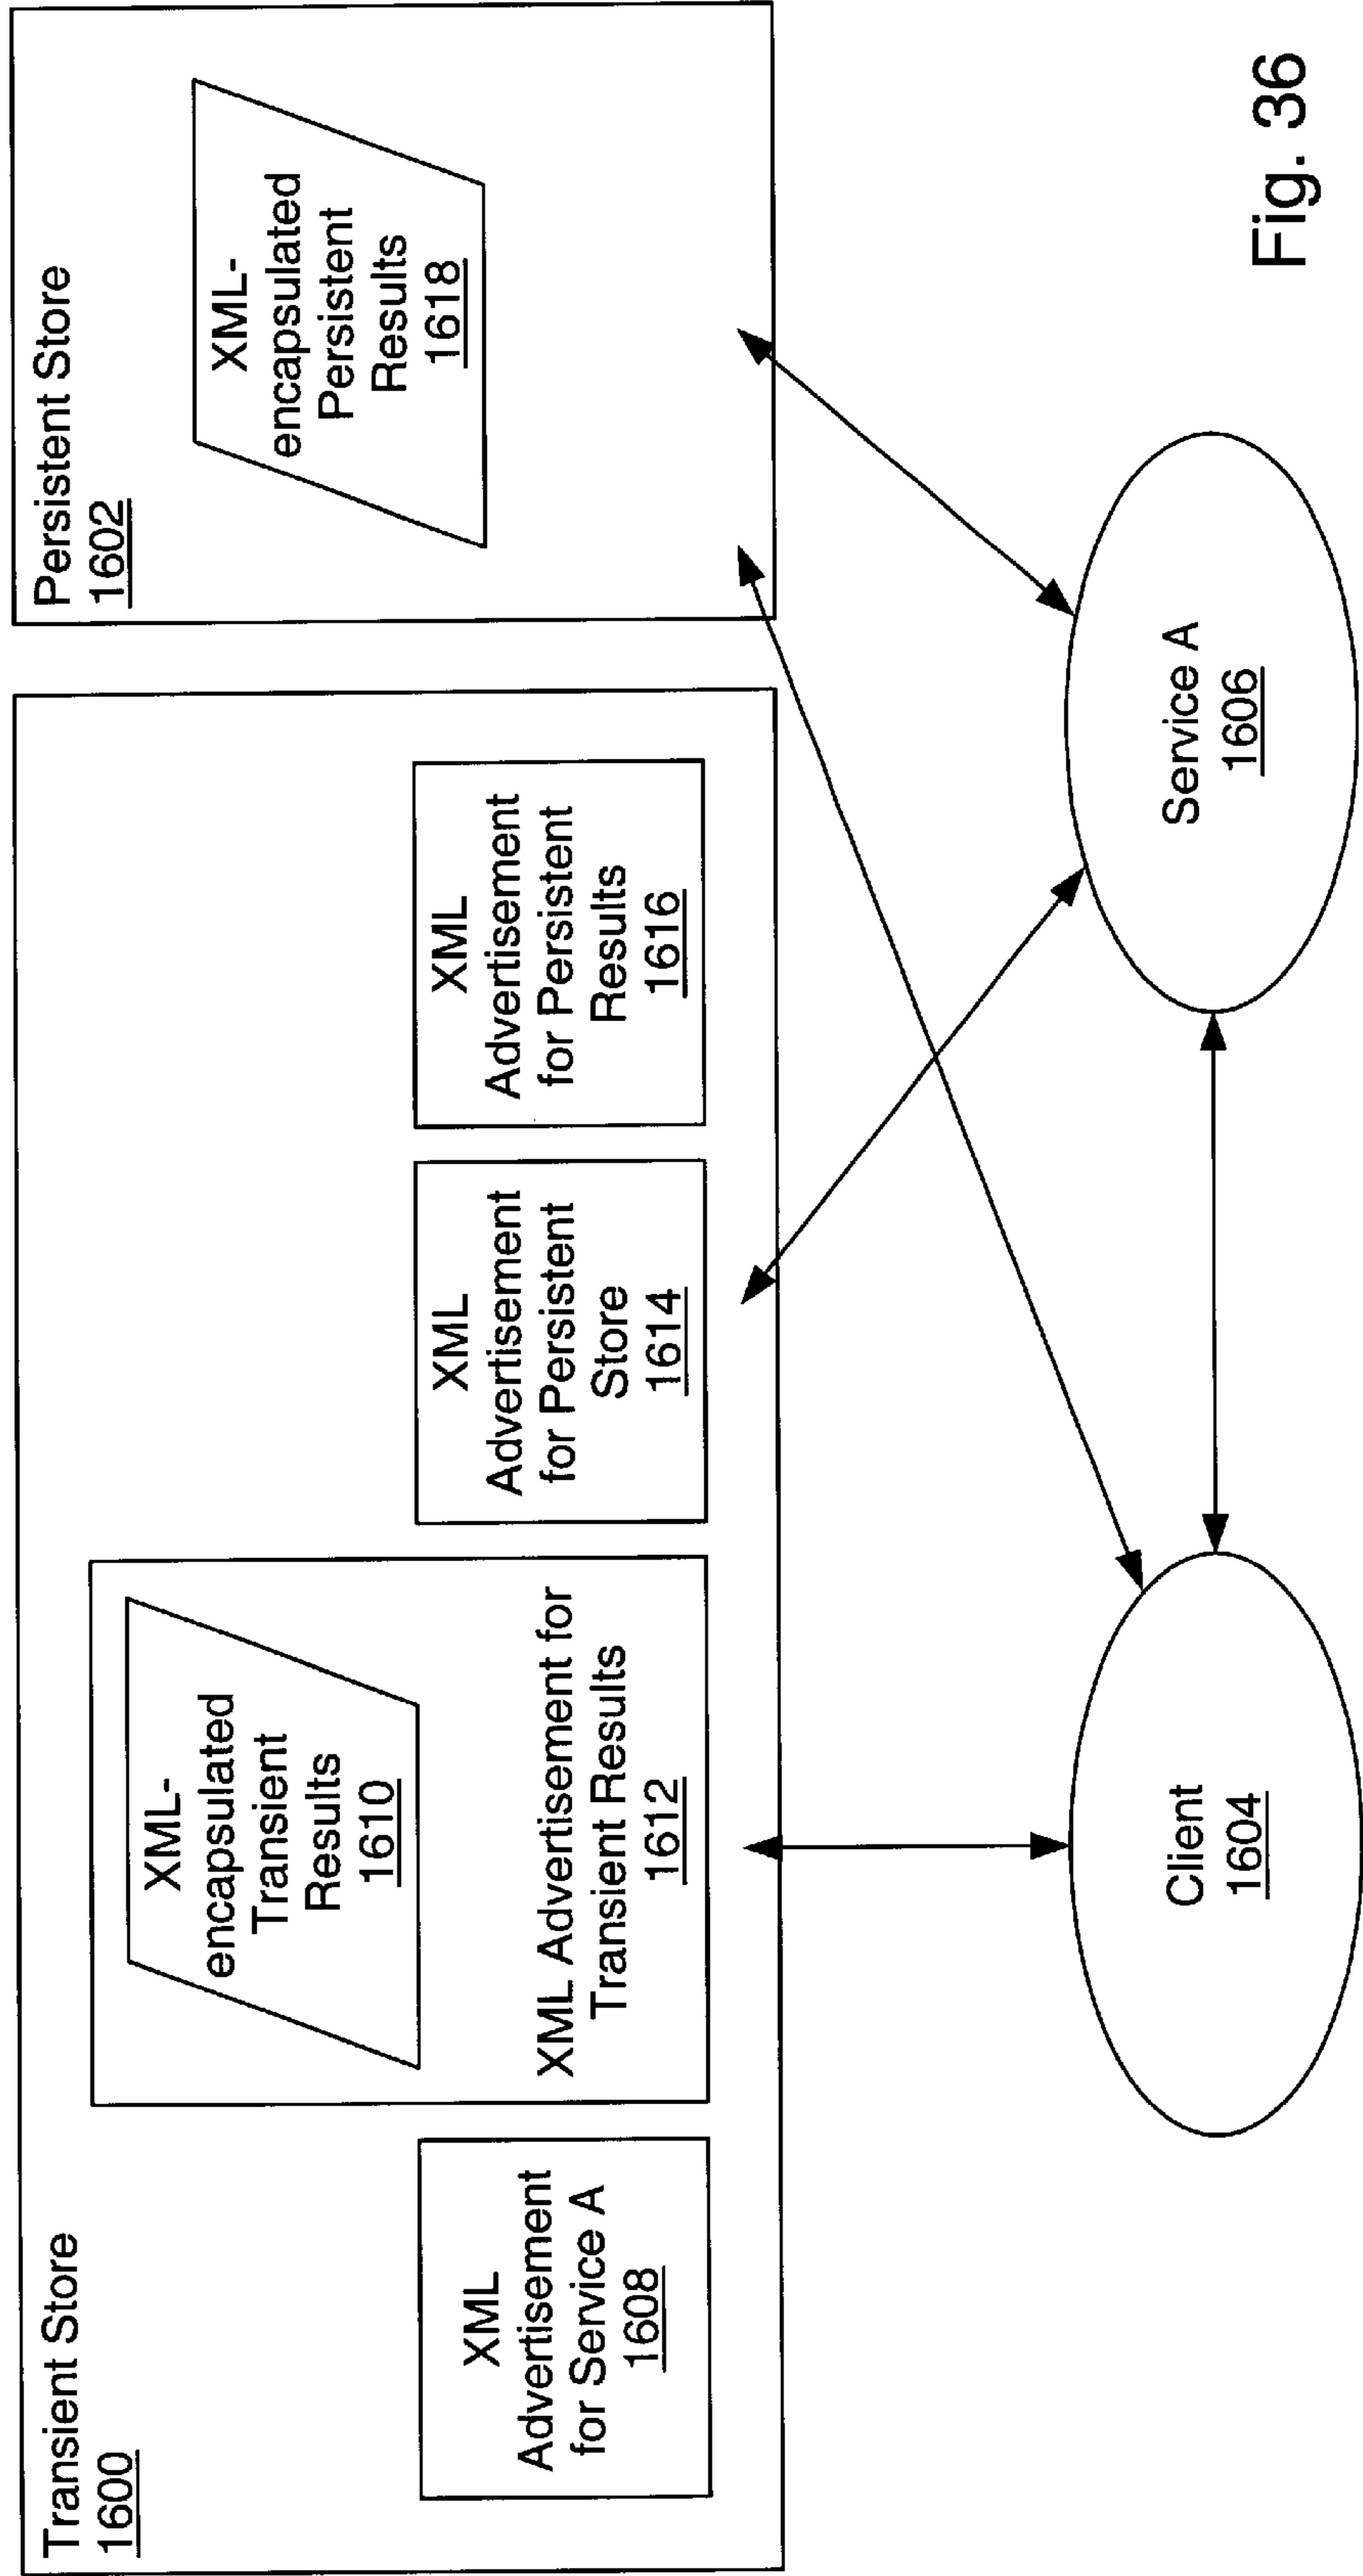 Transient Store
1600
XML
Advertisement
for Service A
1608
XML-
encapsulated
Transient
Results
1610
XML Advertisement for
Transient Results
1612
XML
Advertisement
for Persistent
Store
1614
XML
Advertisement
for Persistent
Results
1616
Persistent Store
1602
XML-
encapsulated
Persistent
Results
1618
Client
1604
Service A
1606
Fig. 36